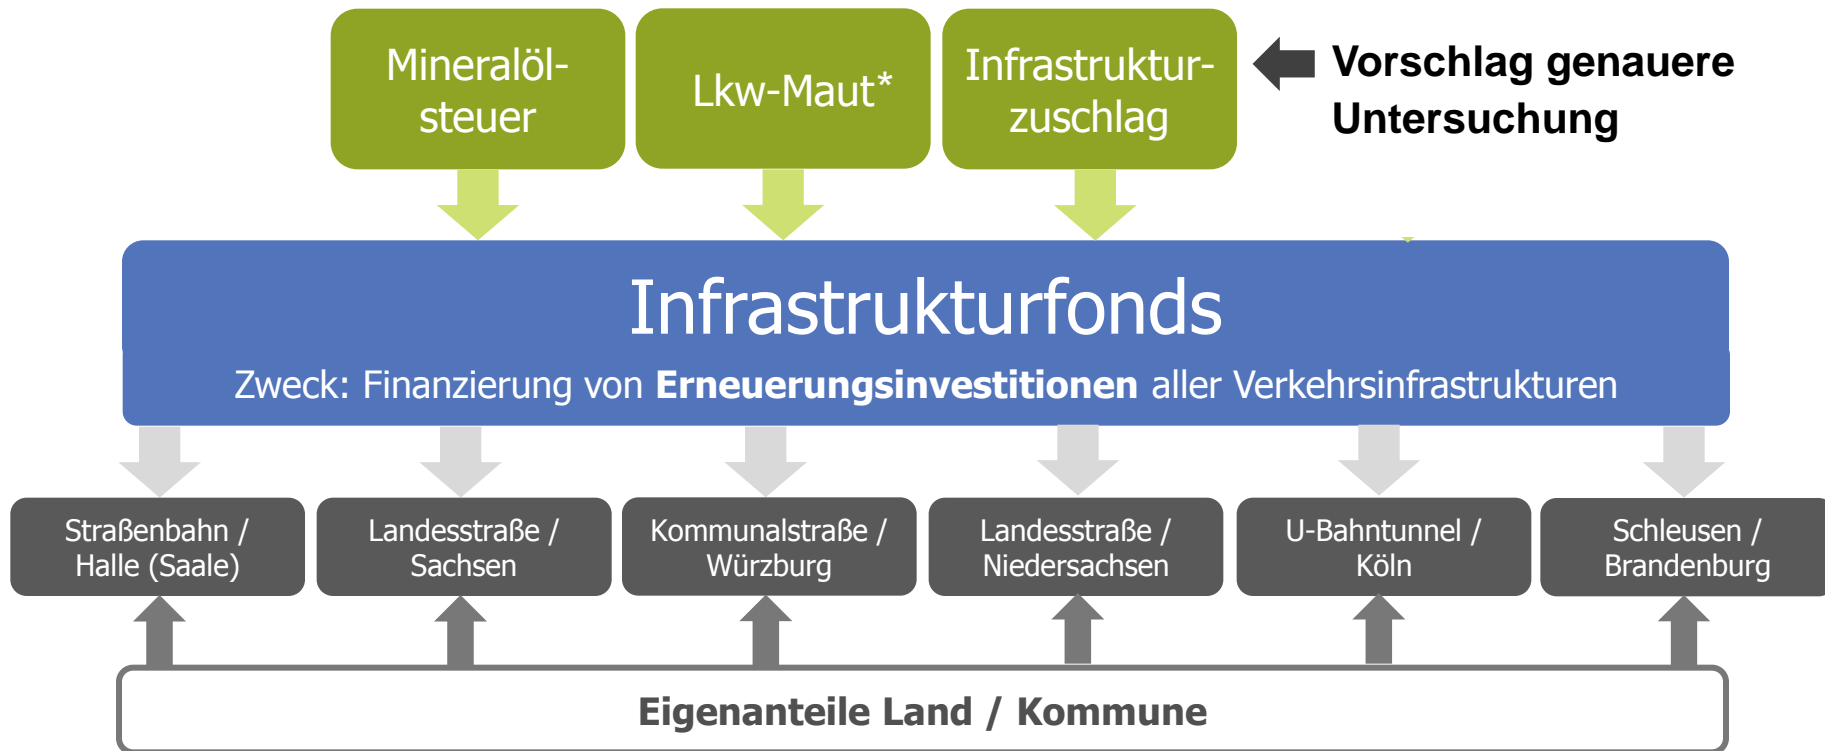 Mineralöl-
steuer
Lkw-Maut*
Infrastruktur-
zuschlag
Vorschlag genauere
Untersuchung
Infrastrukturfonds
Zweck: Finanzierung von Erneuerungsinvestitionen aller Verkehrsinfrastrukturen
Straßenbahn /
Halle (Saale)
Landesstraße /
Sachsen
Kommunalstraße /
Würzburg
Landesstraße /
Niedersachsen
U-Bahntunnel /
Köln
Schleusen /
Brandenburg
Eigenanteile Land / Kommune